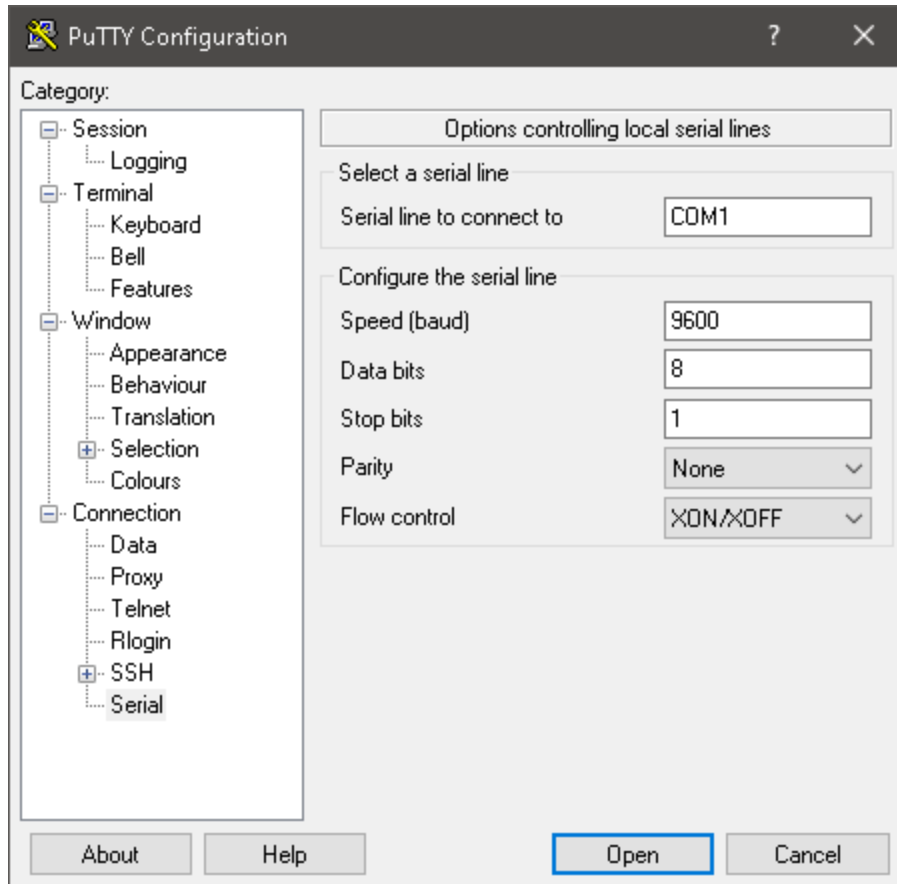 PuTTY Configuration
Category:
Session
Logging
Terminal
Keyboard
Bell
Features
Window
Appearance
Behaviour
Translation
Selection
Colours
Connection
Data
Proxy
Telnet
Rlogin
SSH
Serial
Options controlling local serial lines
Select a serial line
Serial line to connect to COM1
Configure the serial line
Speed (baud) 9600
Data bits 8
Stop bits 1
Parity None
Flow control XON/XOFF
About Help Open Cancel